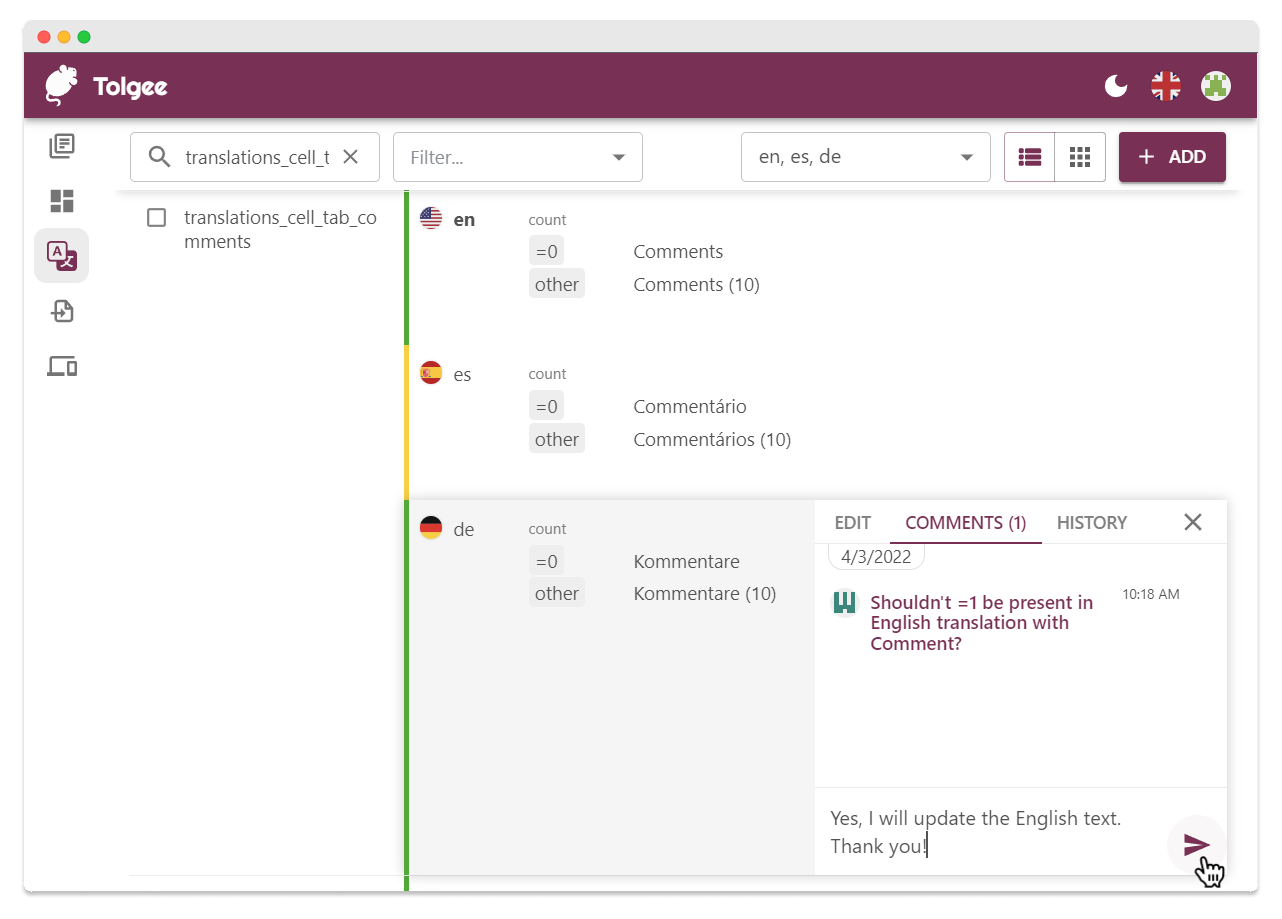 Tolgee
translations_cell_t
Filter...
en, es, de
+ ADD
translations_cell_tab_co
mments
en
count
=0 Comments
other Comments (10)
es
count
=0 Commentário
other Commentários (10)
de
count
=0 Kommentare
other Kommentare (10)
EDIT COMMENTS (1) HISTORY
4/3/2022
Shouldn't =1 be present in 10:18 AM
English translation with
Comment?
Yes, I will update the English text.
Thank you!